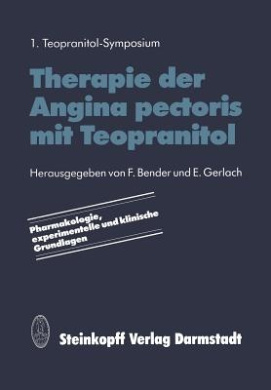 1. Teopranitol-Symposium
Therapie der
Angina pectoris
mit Teopranitol
Herausgegeben von F. Bender und E. Gerlach
Pharmakologie,
experimentelle und klinische
Grundlagen
Steinkopff Verlag Darmstadt